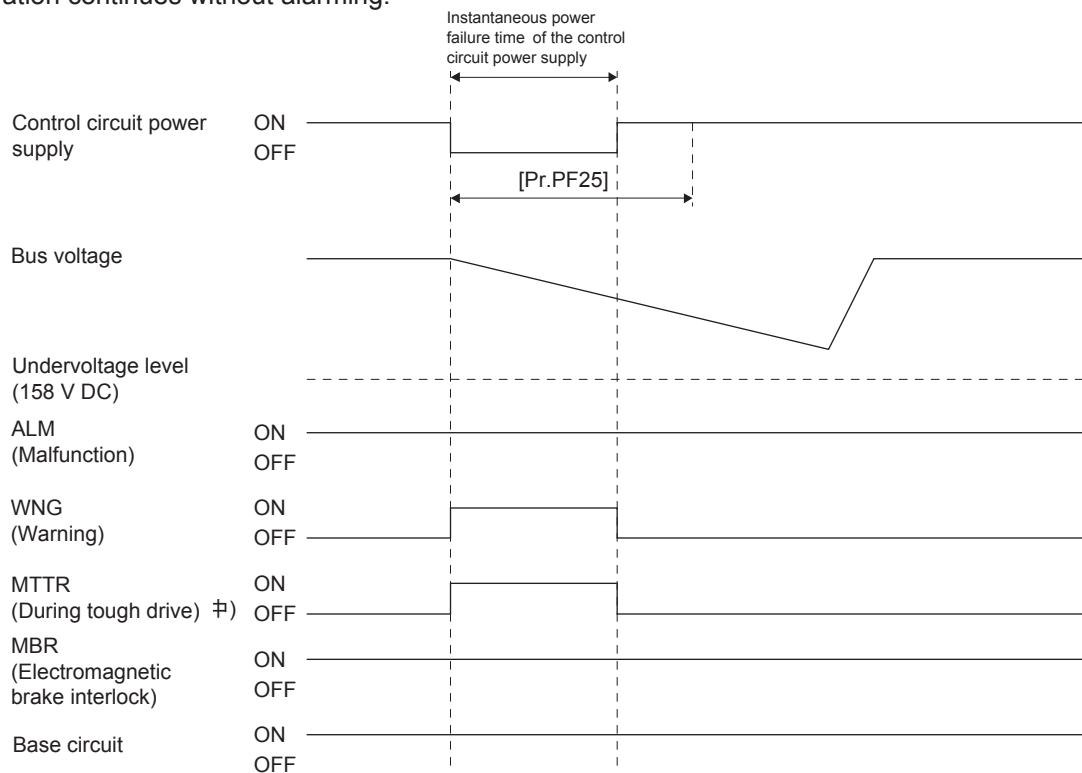 ation continues without alarming.
Instantaneous power
failure time of the control
circuit power supply
Control circuit power
supply
ON
OFF
[Pr.PF25]
Bus voltage
Undervoltage level
(158 V DC)
ALM
(Malfunction)
ON
OFF
WNG
(Warning)
ON
OFF
MTTR
(During tough drive)
ON
OFF
MBR
(Electromagnetic
brake interlock)
ON
OFF
Base circuit
ON
OFF